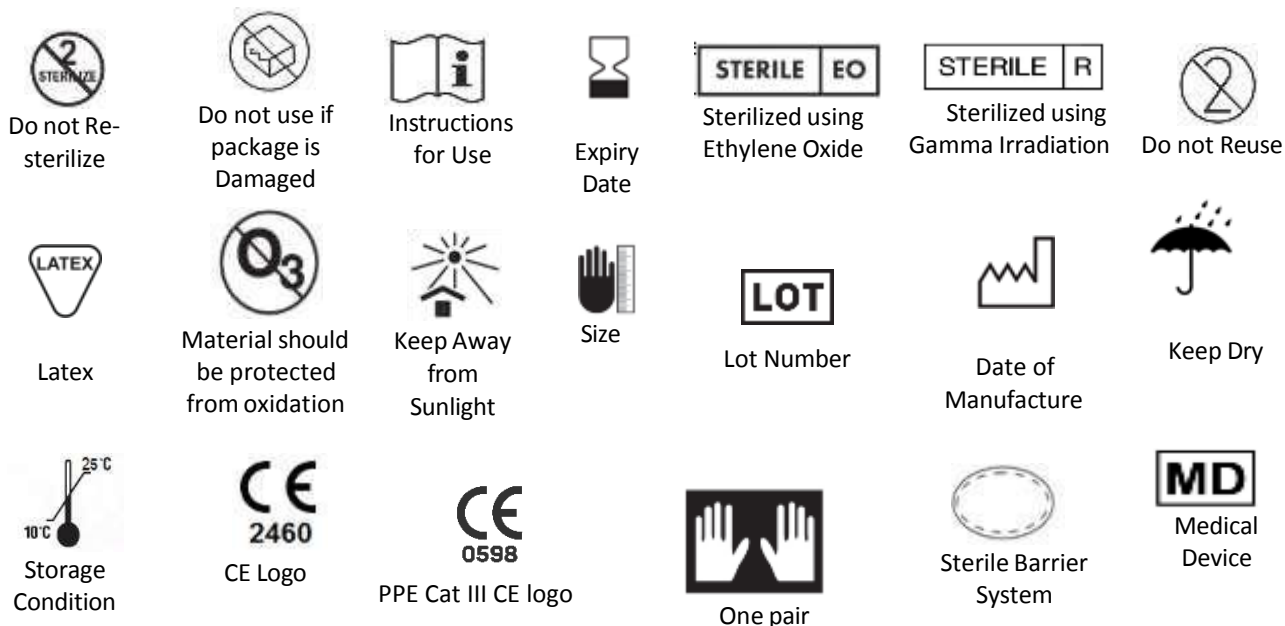 2
STERILIZE
Do not Re-
sterilize
Do not use if
package is
Damaged
i
Instructions
for Use
Expiry
Date
STERILE EO
Sterilized using
Ethylene Oxide
STERILE R
Sterilized using
Gamma Irradiation
2
Do not Reuse
LATEX
Latex
O3
Material should
be protected
from oxidation
Keep Away
from
Sunlight
Size
LOT
Lot Number
Date of
Manufacture
Keep Dry
25°C
10°C
Storage
Condition
CE
2460
CE Logo
CE
0598
PPE Cat III CE logo
One pair
Sterile Barrier
System
MD
Medical
Device